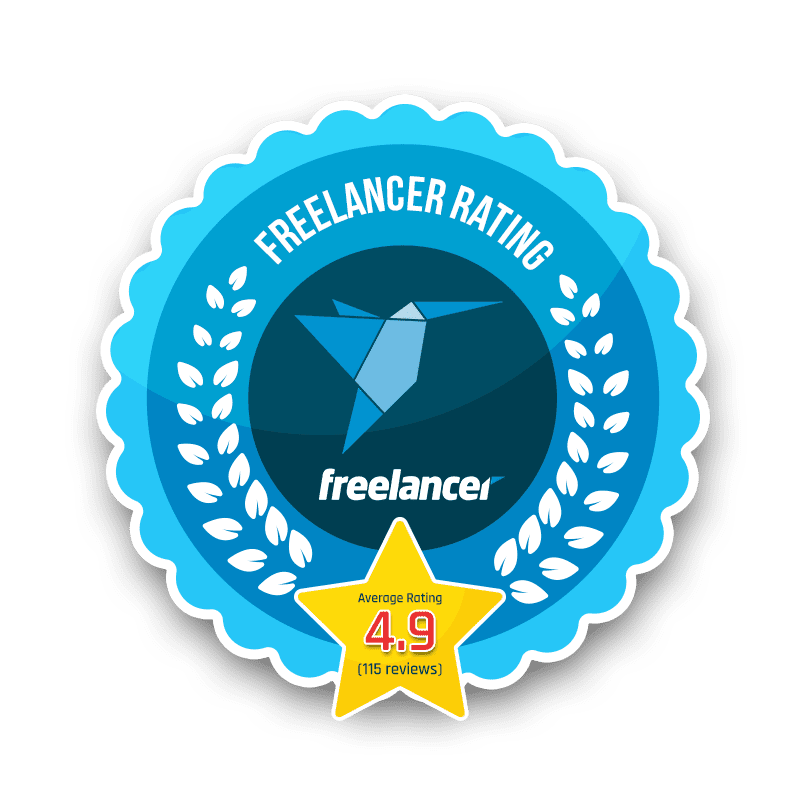 FREELANCER RATING
freelancer
Average Rating
4.9
(115 reviews)